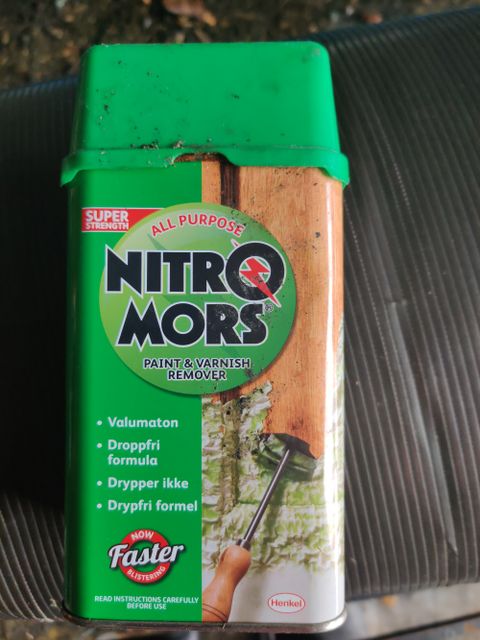 SUPER
STRENGTH
ALL PURPOSE
NITRO
MORS®
PAINT & VARNISH
REMOVER
• Valumaton
• Droppfri
formula
• Drypper ikke
• Drypfri formel
NOW
Faster
BLISTERING
READ INSTRUCTIONS CAREFULLY
BEFORE USE
Henkel